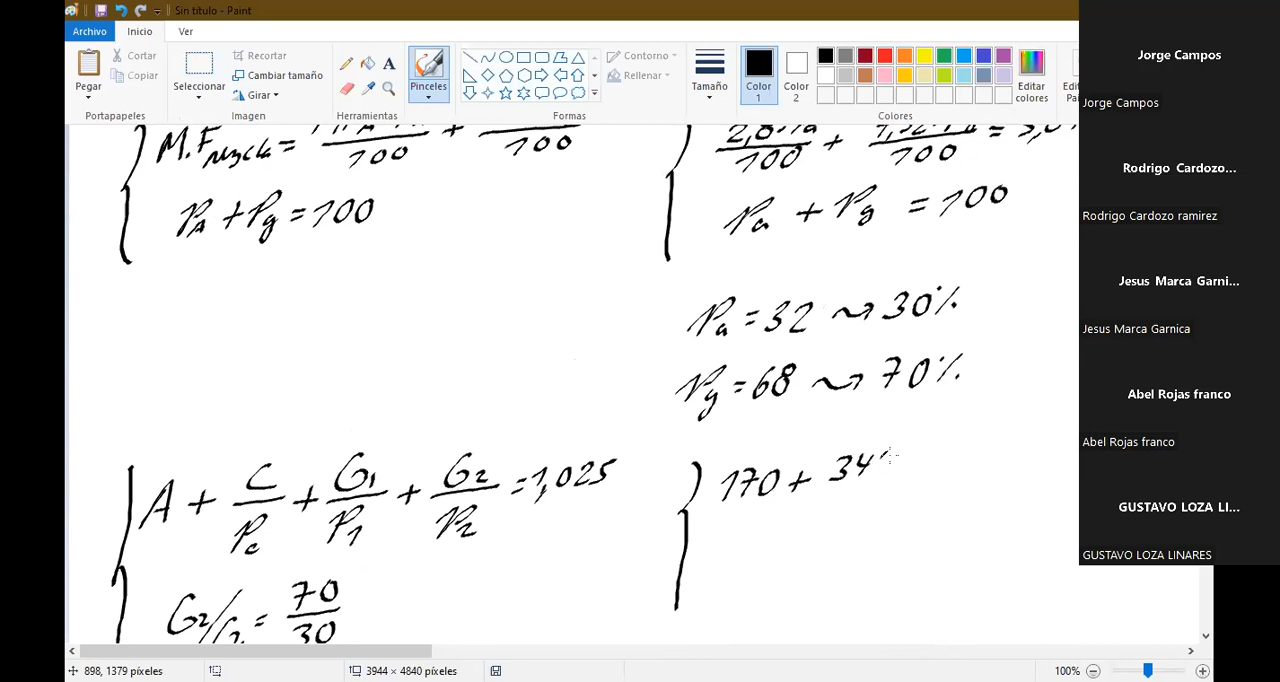 Sin título - Paint
Archivo Inicio Ver
Pegar
Cortar
Copiar
Portapapeles
Seleccionar
Recortar
Cambiar tamaño
Girar
Imagen
A
Herramientas
Pinceles
Contorno
Rellenar
Formas
Tamaño
Color 1
Color 2
Editar colores
Colores
Jorge Campos
Jorge Campos
Rodrigo Cardozo...
Rodrigo Cardozo ramirez
Jesus Marca Garni...
Jesus Marca Garnica
Abel Rojas franco
Abel Rojas franco
GUSTAVO LOZA LI...
GUSTAVO LOZA LINARES
M.F mezcla = /100 + /100
PA + Pg = 100
/100 + /100 =
Pa + Pg = 100
Pa = 32 ⤳ 30%
Pg = 68 ⤳ 70%
A + C/Pc + G1/P1 + G2/P2 = 1,025
G2/G1 = 70/30
170 + 34
898, 1379 píxeles
3944 × 4840 píxeles
100%